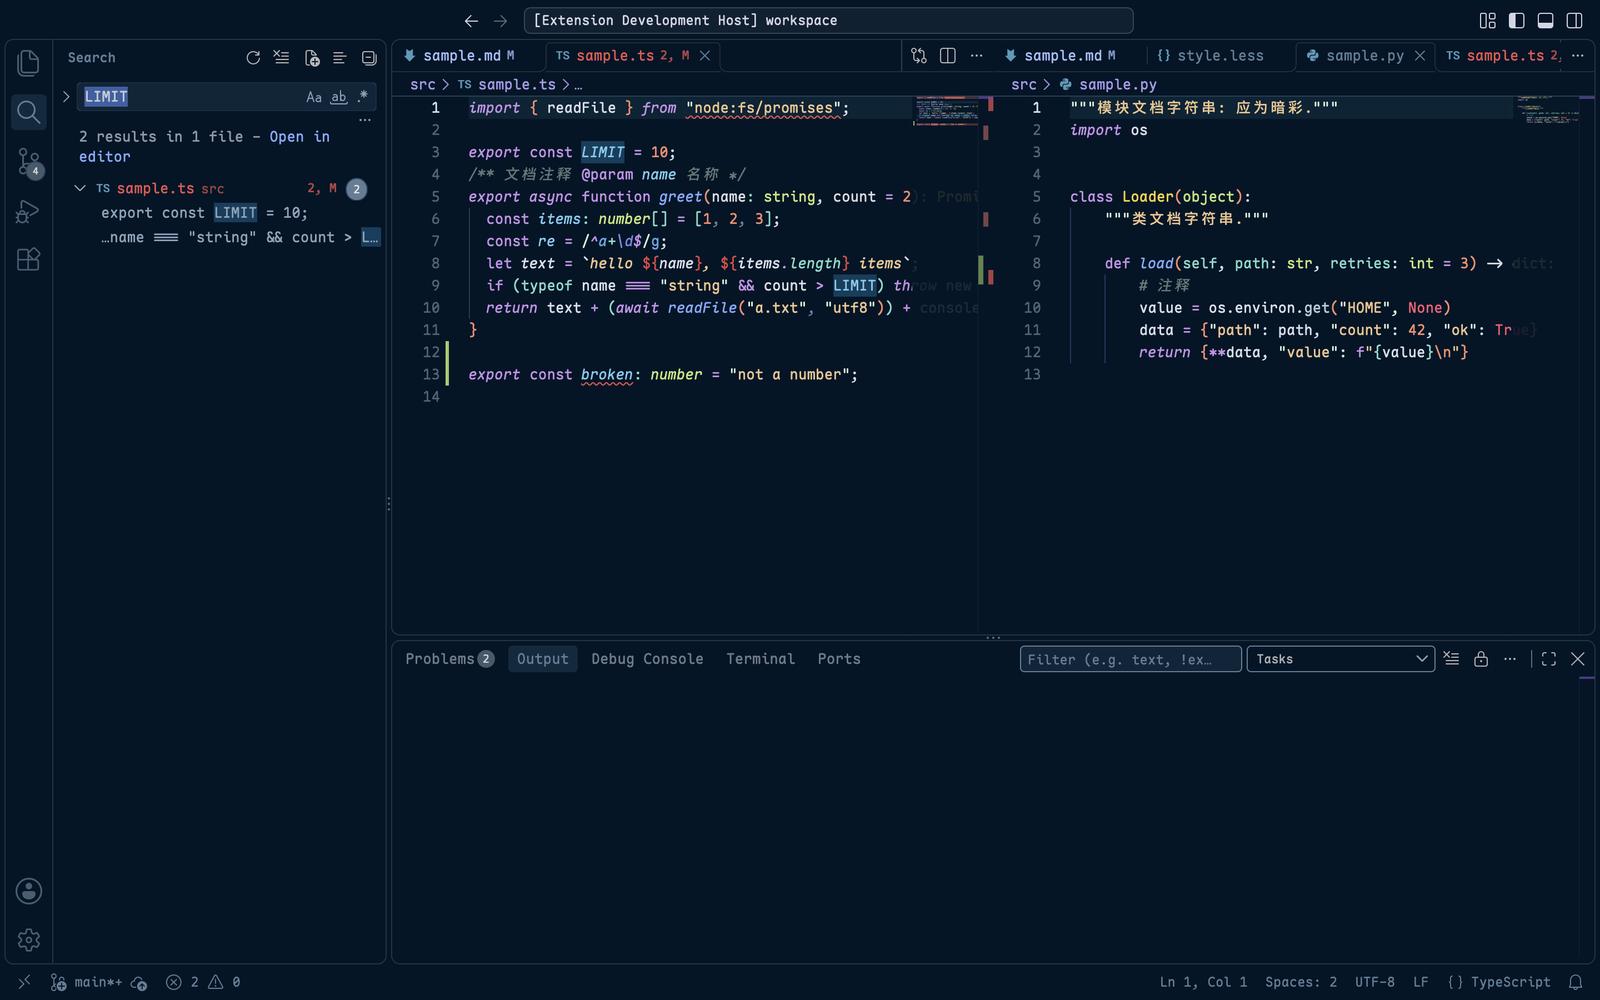 [Extension Development Host] workspace
Search
LIMIT
Aa ab .*
2 results in 1 file - Open in
editor
TS sample.ts src 2, M 2
export const LIMIT = 10;
…name === "string" && count > L…
4
sample.md M
TS sample.ts 2, M
src > TS sample.ts > …
1 import { readFile } from "node:fs/promises";
2
3 export const LIMIT = 10;
4 /** 文档注释 @param name 名称 */
5 export async function greet(name: string, count = 2): Promi
6 const items: number[] = [1, 2, 3];
7 const re = /^a+\d$/g;
8 let text = `hello ${name}, ${items.length} items`;
9 if (typeof name === "string" && count > LIMIT) throw new
10 return text + (await readFile("a.txt", "utf8")) + console
11 }
12
13 export const broken: number = "not a number";
14
sample.md M
{} style.less
sample.py
TS sample.ts 2,
src > sample.py
1 """模块文档字符串: 应为暗彩."""
2 import os
3
4
5 class Loader(object):
6 """类文档字符串."""
7
8 def load(self, path: str, retries: int = 3) -> dict:
9 # 注释
10 value = os.environ.get("HOME", None)
11 data = {"path": path, "count": 42, "ok": True}
12 return {**data, "value": f"{value}\n"}
13
Problems 2 Output Debug Console Terminal Ports
Filter (e.g. text, !ex…
Tasks
main*+ 2 0
Ln 1, Col 1 Spaces: 2 UTF-8 LF {} TypeScript